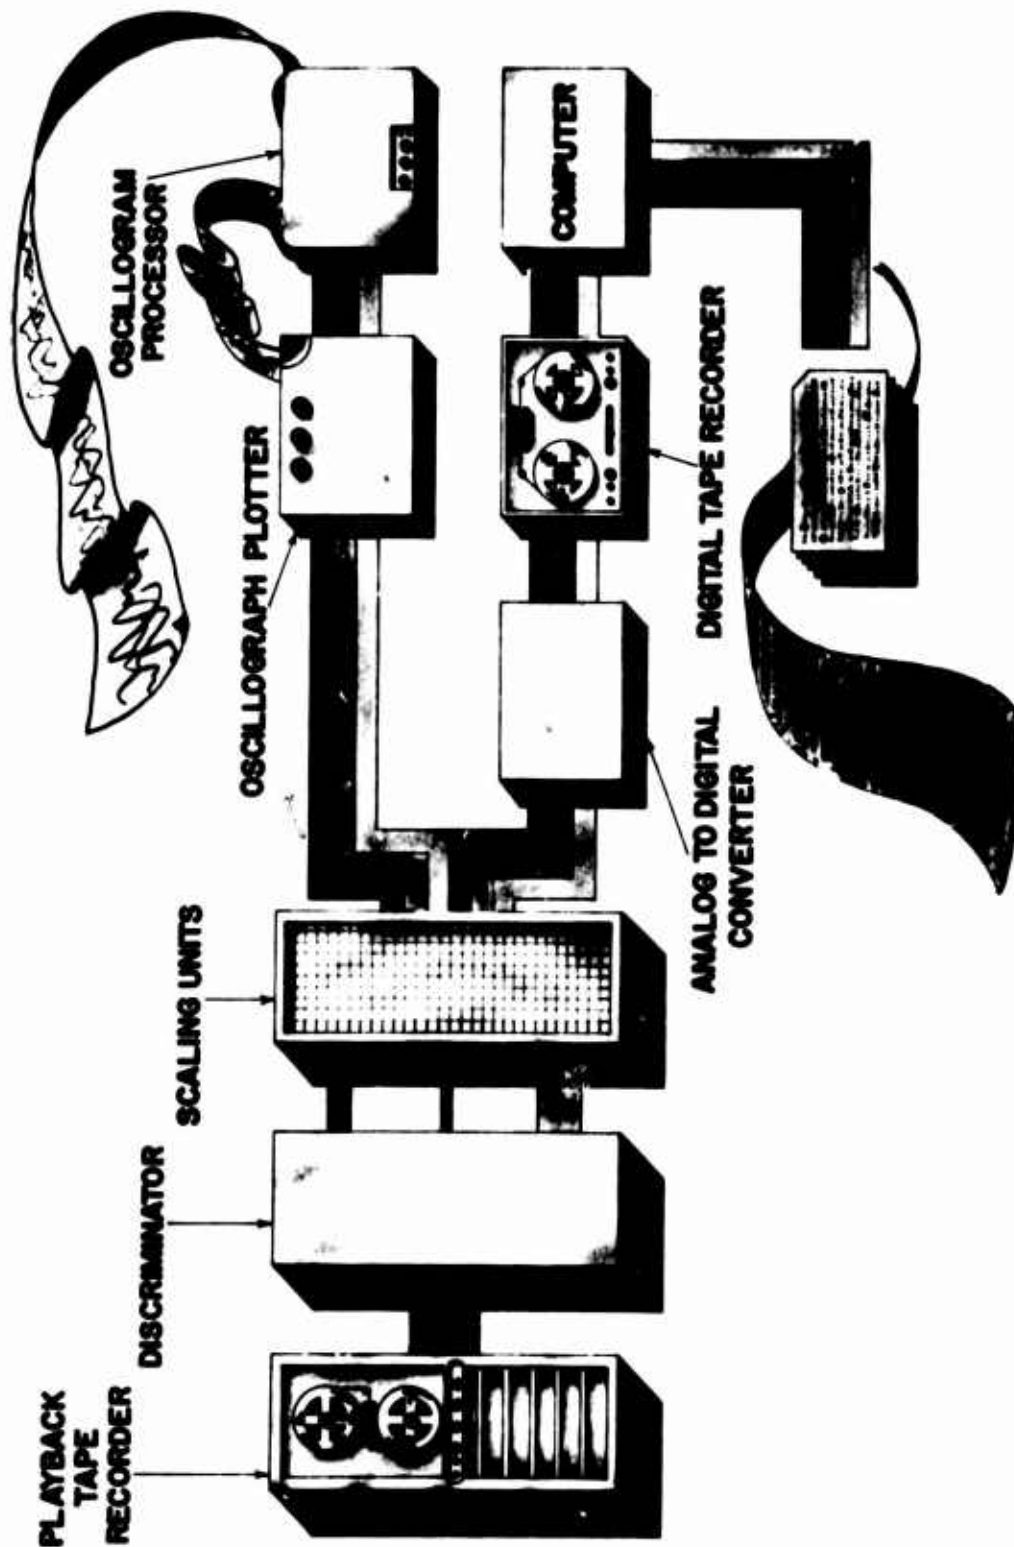 PLAYBACK
TAPE
RECORDER
DISCRIMINATOR
SCALING UNITS
OSCILLOGRAPH PLOTTER
OSCILLOGRAM
PROCESSOR
ANALOG TO DIGITAL
CONVERTER
DIGITAL TAPE RECORDER
COMPUTER